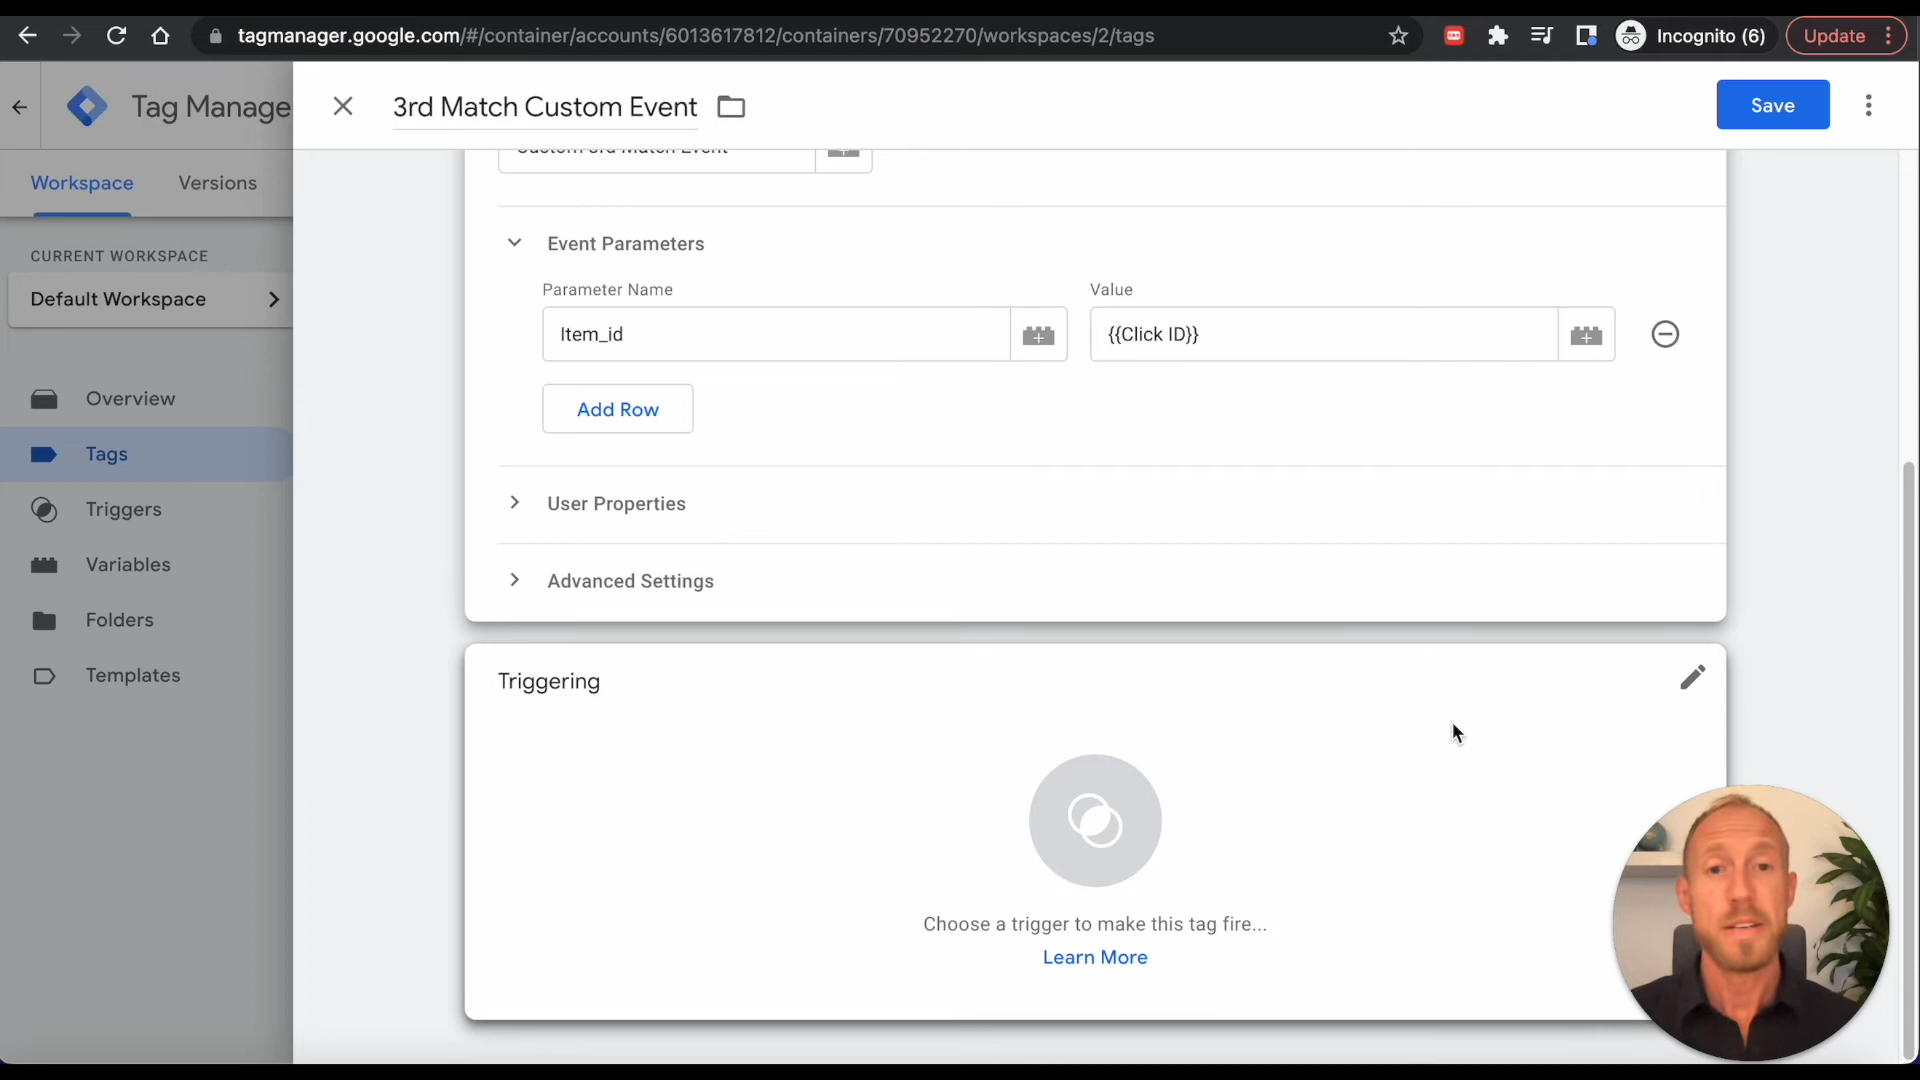 tagmanager.google.com/#/container/accounts/6013617812/containers/70952270/workspaces/2/tags
Incognito (6)
Update
Tag Manage
3rd Match Custom Event
Save
Workspace
Versions
Custom 3rd Match Event
CURRENT WORKSPACE
Default Workspace
Event Parameters
Parameter Name
Value
Item_id
{{Click ID}}
Add Row
Overview
Tags
Triggers
Variables
Folders
Templates
User Properties
Advanced Settings
Triggering
Choose a trigger to make this tag fire...
Learn More